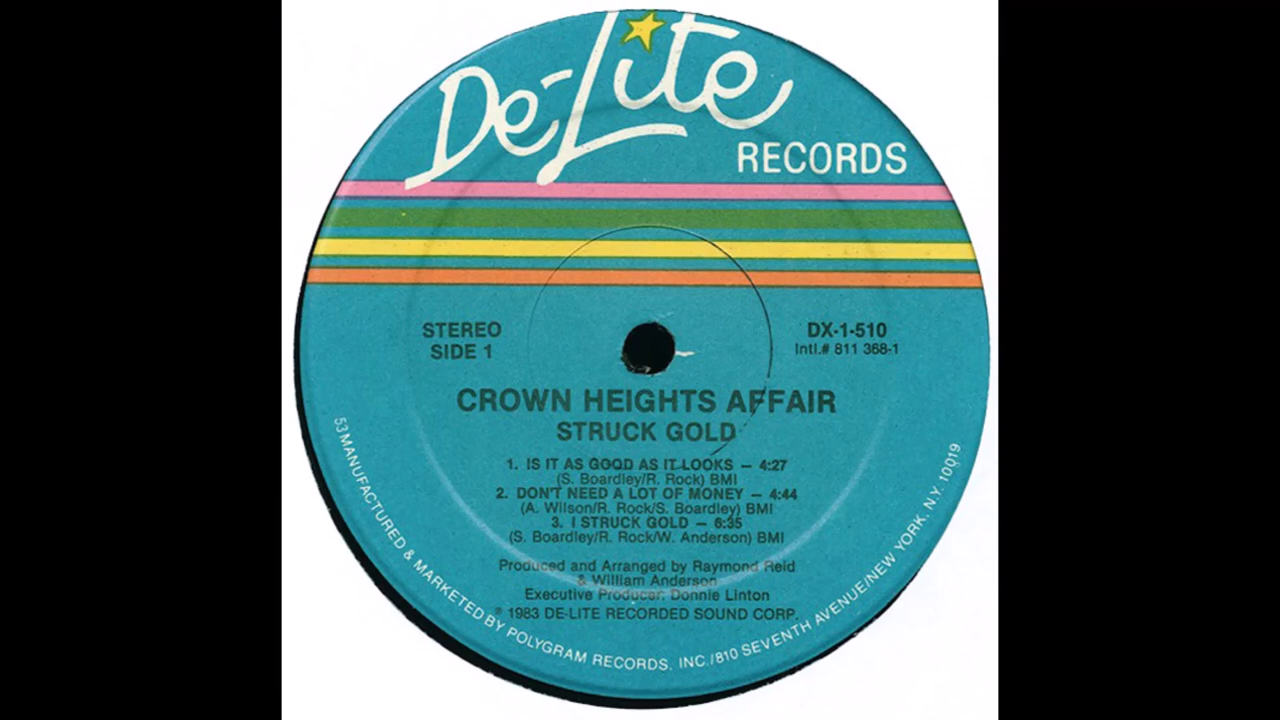 De-Lite
RECORDS
STEREO
SIDE 1
DX-1-510
Intl.# 811 368-1
CROWN HEIGHTS AFFAIR
STRUCK GOLD
1. IS IT AS GOOD AS IT LOOKS — 4:27
(S. Boardley/R. Rock) BMI
2. DON'T NEED A LOT OF MONEY — 4:44
(A. Wilson/R. Rock/S. Boardley) BMI
3. I STRUCK GOLD — 6:35
(S. Boardley/R. Rock/W. Anderson) BMI
Produced and Arranged by Raymond Reid
& William Anderson
Executive Producer: Donnie Linton
℗ 1983 DE-LITE RECORDED SOUND CORP.
53 MANUFACTURED & MARKETED BY POLYGRAM RECORDS, INC./810 SEVENTH AVENUE/NEW YORK, N.Y. 10019